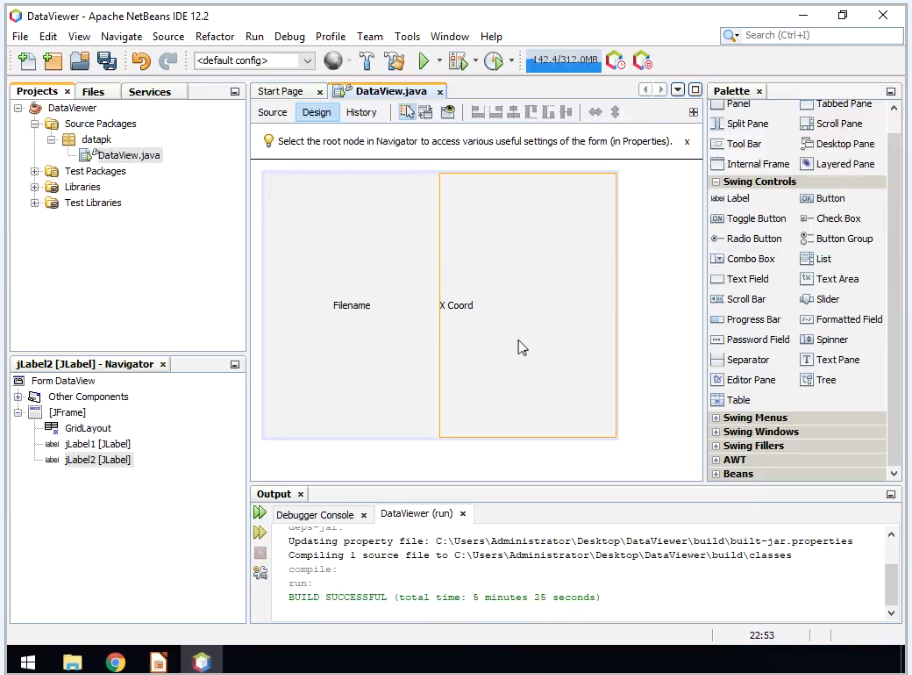 DataViewer - Apache NetBeans IDE 12.2
File Edit View Navigate Source Refactor Run Debug Profile Team Tools Window Help
Search (Ctrl+I)
<default config>
142.4/312.0MB
Projects
Files
Services
DataViewer
Source Packages
datapk
DataView.java
Test Packages
Libraries
Test Libraries
jLabel2 [JLabel] - Navigator
Form DataView
Other Components
[JFrame]
GridLayout
label jLabel1 [JLabel]
label jLabel2 [JLabel]
Start Page
DataView.java
Source Design History
Select the root node in Navigator to access various useful settings of the form (in Properties). x
Filename
X Coord
Palette
Panel Tabbed Pane
Split Pane Scroll Pane
Tool Bar Desktop Pane
Internal Frame Layered Pane
Swing Controls
label Label OK Button
ON Toggle Button Check Box
Radio Button Button Group
Combo Box List
Text Field Text Area
Scroll Bar Slider
Progress Bar Formatted Field
Password Field Spinner
Separator T Text Pane
Editor Pane Tree
Table
Swing Menus
Swing Windows
Swing Fillers
AWT
Beans
Output
Debugger Console
DataViewer (run)
deps-jar:
Updating property file: C:\Users\Administrator\Desktop\DataViewer\build\built-jar.properties
Compiling 1 source file to C:\Users\Administrator\Desktop\DataViewer\build\classes
compile:
run:
BUILD SUCCESSFUL (total time: 5 minutes 25 seconds)
22:53